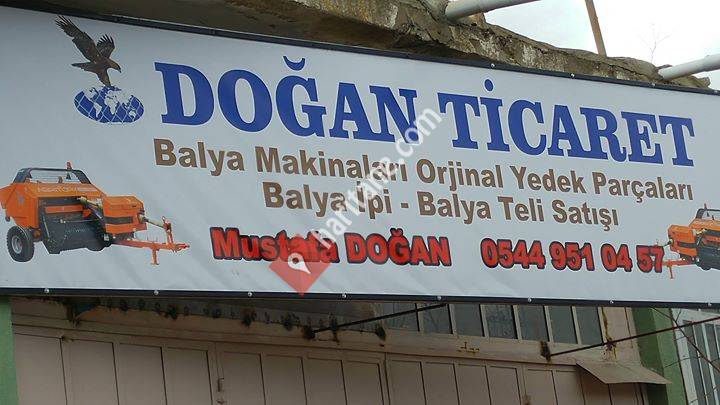 DOĞAN TİCARET
Balya Makinaları Orjinal Yedek Parçaları
Balya İpi - Balya Teli Satışı
Mustafa DOĞAN 0544 951 04 57